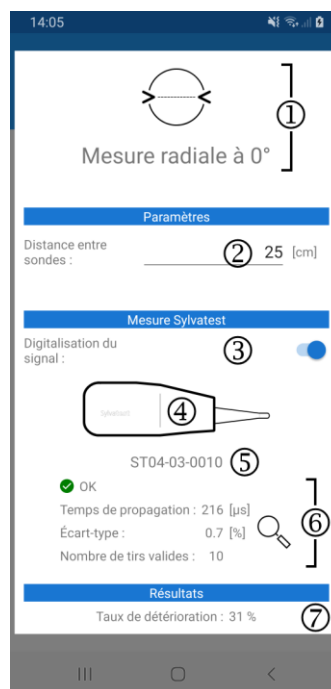 14:05
①
Mesure radiale à 0°
Paramètres
Distance entre
sondes :
② 25 [cm]
Mesure Sylvatest
Digitalisation du
signal :
③
sylvatest ④
ST04-03-0010 ⑤
OK
Temps de propagation : 216 [µs]
Écart-type : 0.7 [%]
Nombre de tirs valides : 10
⑥
Résultats
Taux de détérioration : 31 % ⑦